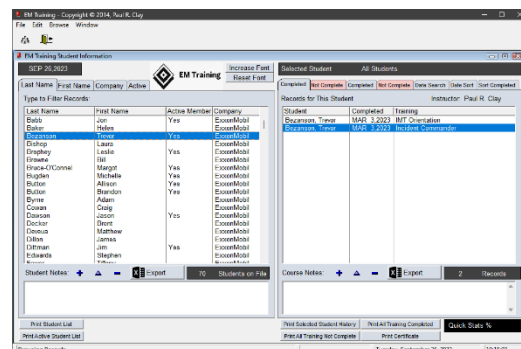 EM Training - Copyright © 2014, Paul R. Clay
File Edit Browse Window
EM Training Student Information
SEP 26,2023
EM Training
Increase Font
Reset Font
Last Name First Name Company Active
Type to Filter Records:
Last Name First Name Active Member Company
Babb Jon Yes ExxonMobil
Baker Helen ExxonMobil
Bezanson Trevor Yes ExxonMobil
Bishop Laura ExxonMobil
Brophey Leslie Yes ExxonMobil
Browne Bill ExxonMobil
Bruce-O'Connel Margot Yes ExxonMobil
Bugden Michelle Yes ExxonMobil
Button Allison Yes ExxonMobil
Button Brandon Yes ExxonMobil
Byrne Adam ExxonMobil
Cowan Craig ExxonMobil
Dawson Jason Yes ExxonMobil
Decker Brent ExxonMobil
Matthew ExxonMobil
Dillon James ExxonMobil
Dittman Jim Yes ExxonMobil
Edwards Stephen ExxonMobil
Student Notes: Export 70 Students on File
Print Student List
Print Active Student List
Selected Student All Students
Completed Not Complete Completed Not Complete Date Search Date Sort Sort Completed
Records for This Student Instructor: Paul R. Clay
Student Completed Training
Bezanson, Trevor MAR 3,2023 IMT Orientation
Bezanson, Trevor MAR 3,2023 Incident Commander
Course Notes: Export 2 Records
Print Selected Student History Print All Training Completed Quick Stats %
Print All Training Not Complete Print Certificate